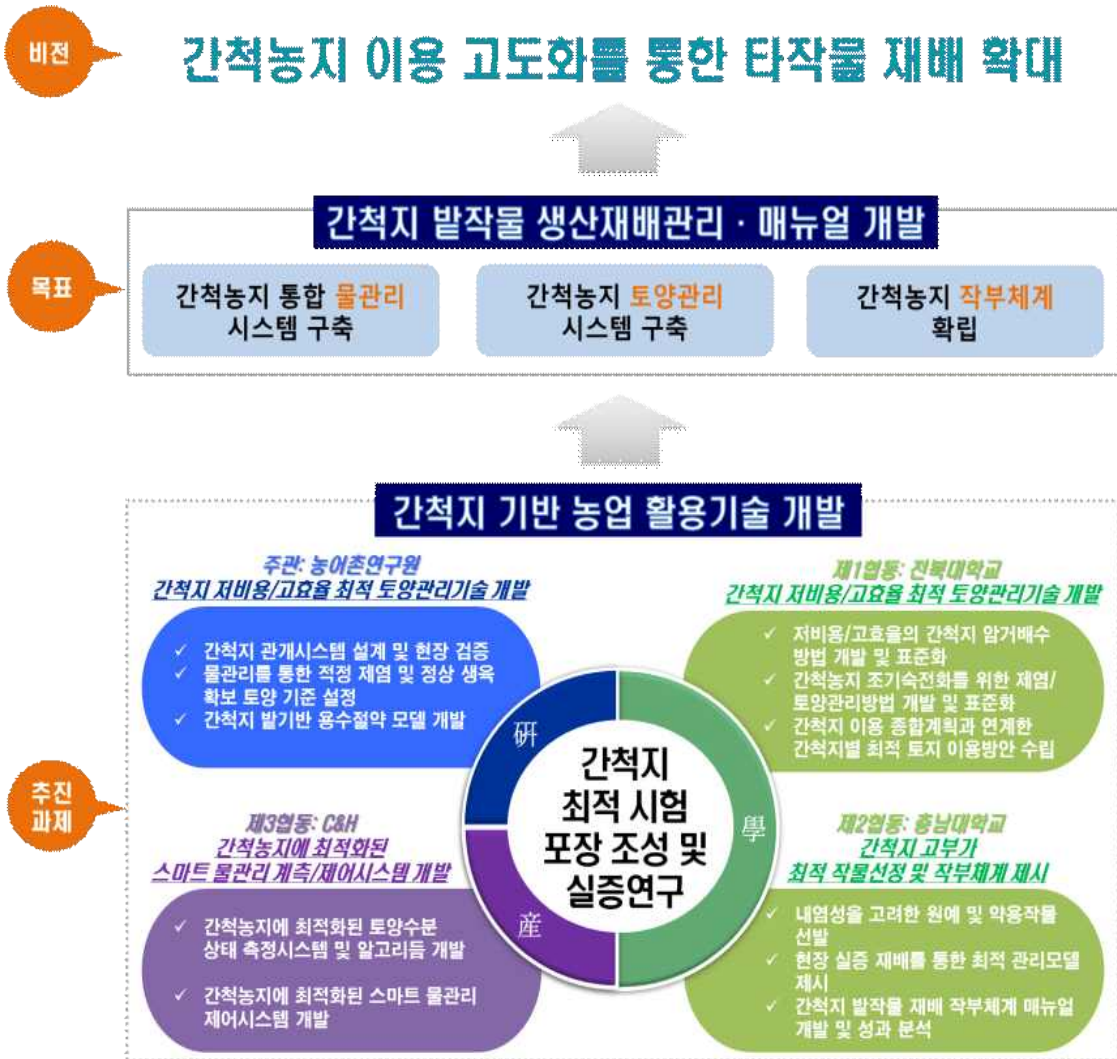 비전
간척농지 이용 고도화를 통한 타작물 재배 확대
간척지 밭작물 생산재배관리 · 매뉴얼 개발
목표
간척농지 통합 물관리
시스템 구축
간척농지 토양관리
시스템 구축
간척농지 작부체계
확립
간척지 기반 농업 활용기술 개발
추진
과제
주관: 농어촌연구원
간척지 저비용/고효율 최적 토양관리기술 개발
✓ 간척지 관개시스템 설계 및 현장 검증
✓ 물관리를 통한 적정 제염 및 정상 생육
확보 토양 기준 설정
✓ 간척지 밭기반 용수절약 모델 개발
제1협동: 전북대학교
간척지 저비용/고효율 최적 토양관리기술 개발
✓ 저비용/고효율의 간척지 암거배수
방법 개발 및 표준화
✓ 간척농지 조기숙전화를 위한 제염/
토양관리방법 개발 및 표준화
✓ 간척지 이용 종합계획과 연계한
간척지별 최적 토지 이용방안 수립
研
學
産
간척지
최적 시험
포장 조성 및
실증연구
제3협동: C&H
간척농지에 최적화된
스마트 물관리 계측/제어시스템 개발
✓ 간척농지에 최적화된 토양수분
상태 측정시스템 및 알고리듬 개발
✓ 간척농지에 최적화된 스마트 물관리
제어시스템 개발
제2협동: 충남대학교
간척지 고부가
최적 작물선정 및 작부체계 제시
✓ 내염성을 고려한 원예 및 약용작물
선발
✓ 현장 실증 재배를 통한 최적 관리모델
제시
✓ 간척지 밭작물 재배 작부체계 매뉴얼
개발 및 성과 분석